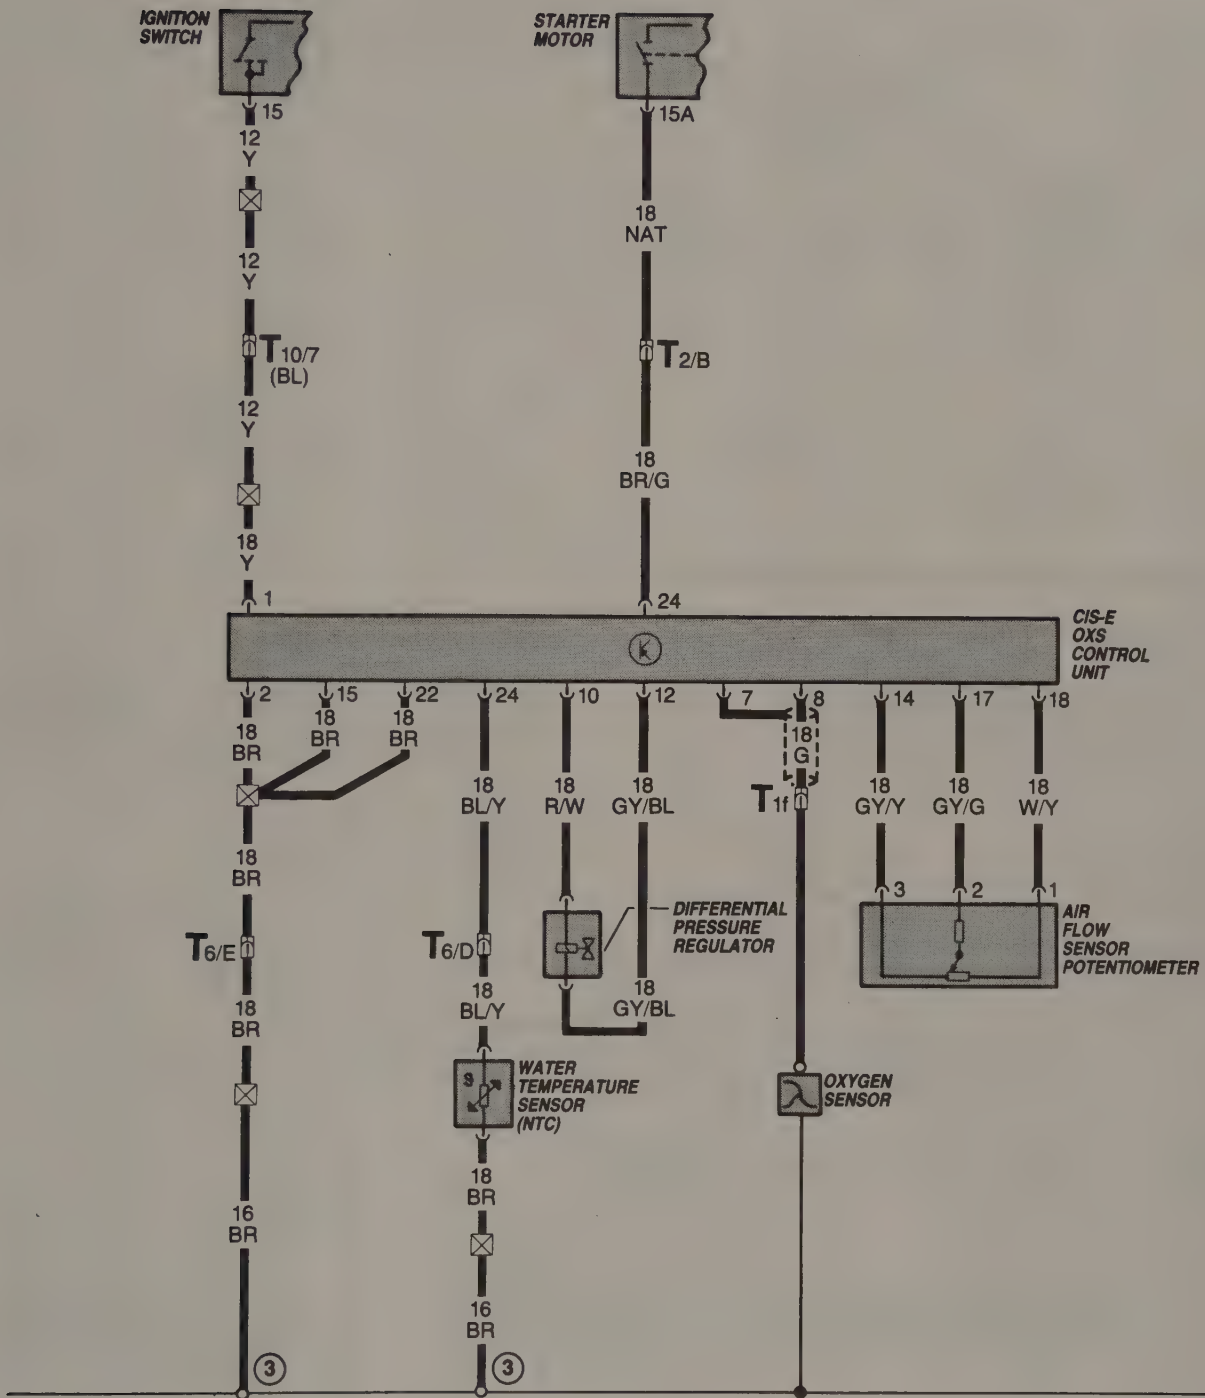 IGNITION
SWITCH
STARTER
MOTOR
15
15A
12
Y
18
NAT
12
Y
T10/7
(BL)
T2/B
12
Y
18
BR/G
18
Y
1
24
CIS-E
OXS
CONTROL
UNIT
K
2
15
22
24
10
12
7
8
14
17
18
18
BR
18
BR
18
BR
18
G
18
BL/Y
18
R/W
18
GY/BL
T1f
18
GY/Y
18
GY/G
18
W/Y
18
BR
3
2
1
T6/E
T6/D
DIFFERENTIAL
PRESSURE
REGULATOR
AIR
FLOW
SENSOR
POTENTIOMETER
18
BR
18
BL/Y
18
GY/BL
WATER
TEMPERATURE
SENSOR
(NTC)
OXYGEN
SENSOR
18
BR
16
BR
16
BR
3
3